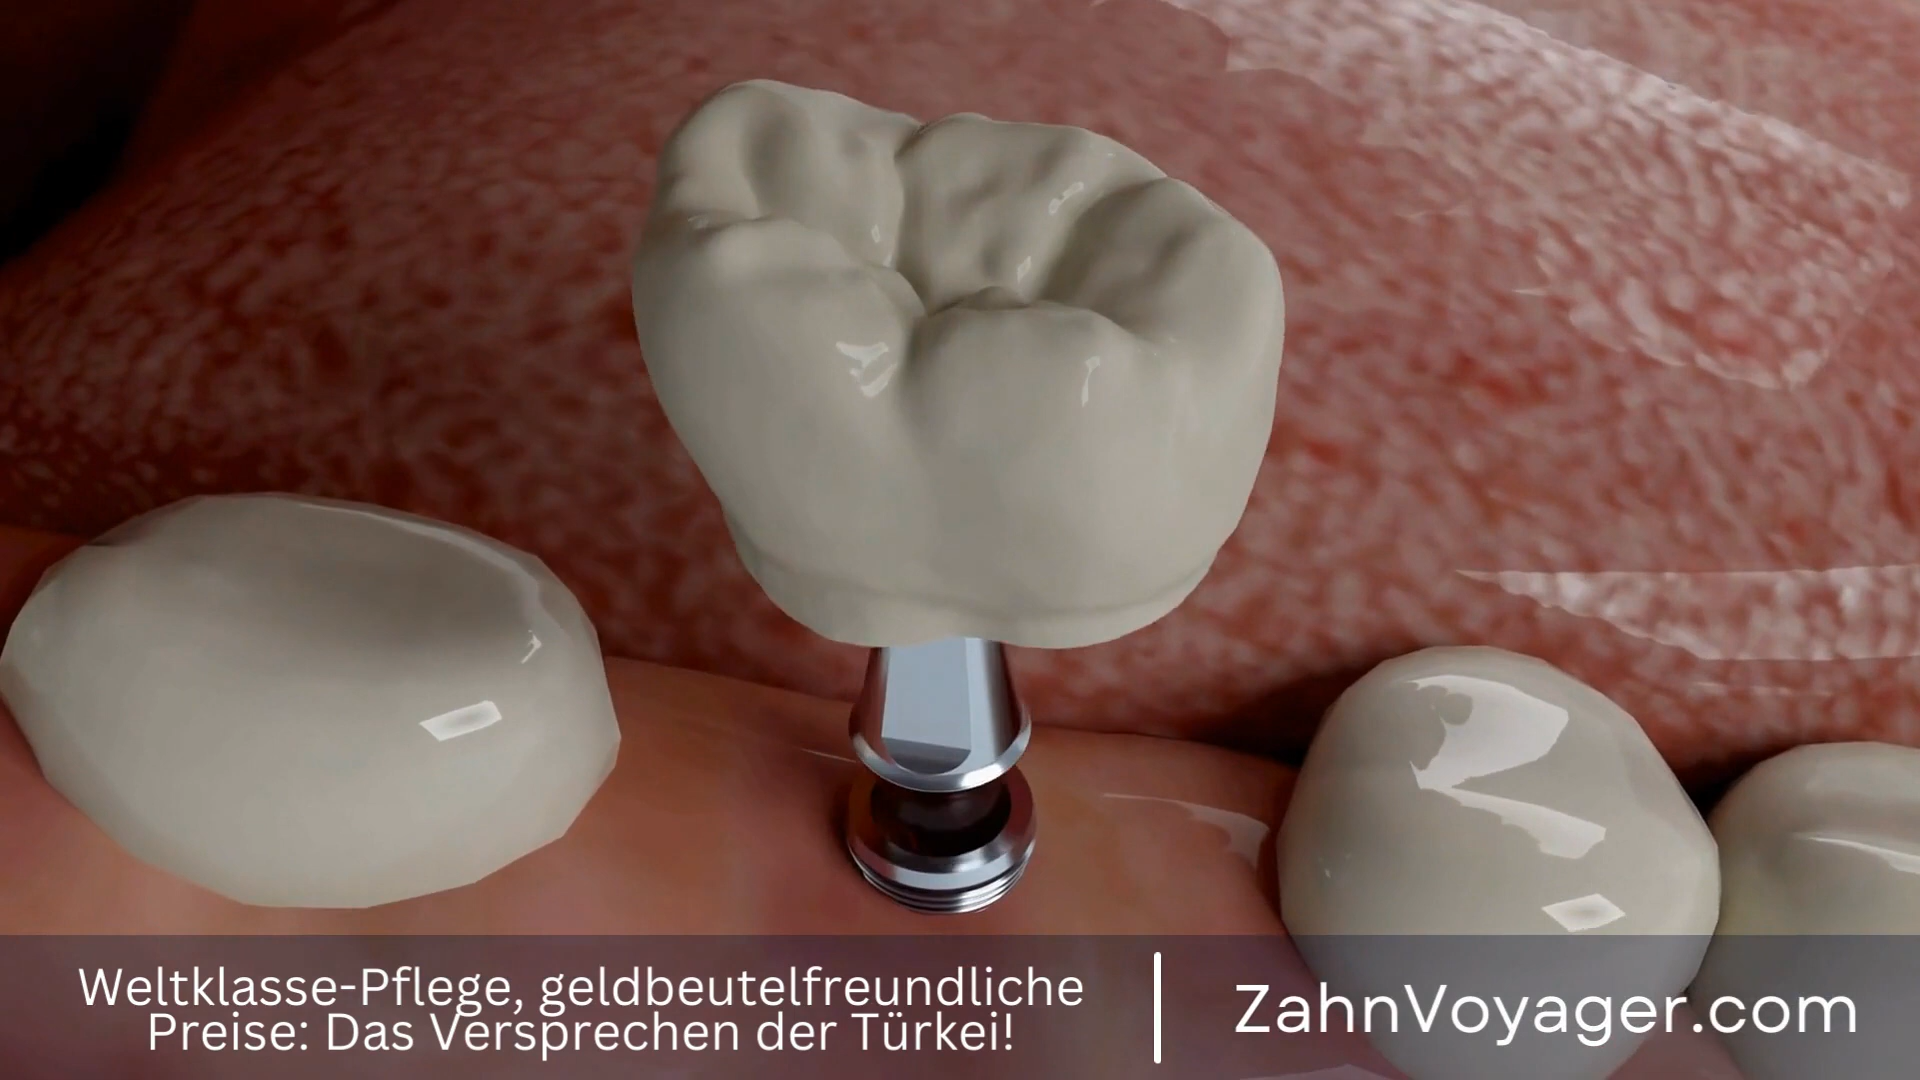 Weltklasse-Pflege, geldbeutelfreundliche
Preise: Das Versprechen der Türkei!
ZahnVoyager.com